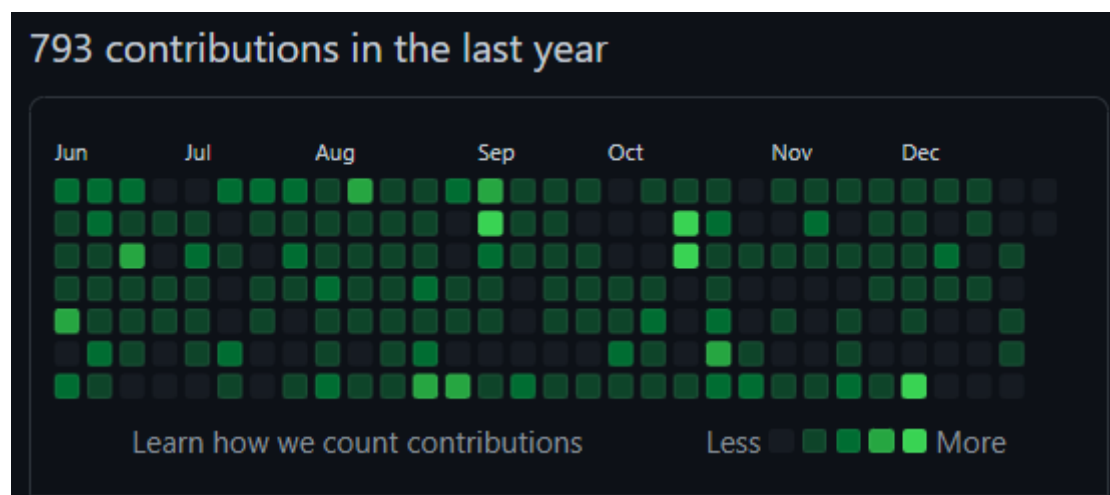 793 contributions in the last year
Jun Jul Aug Sep Oct Nov Dec
Learn how we count contributions Less More